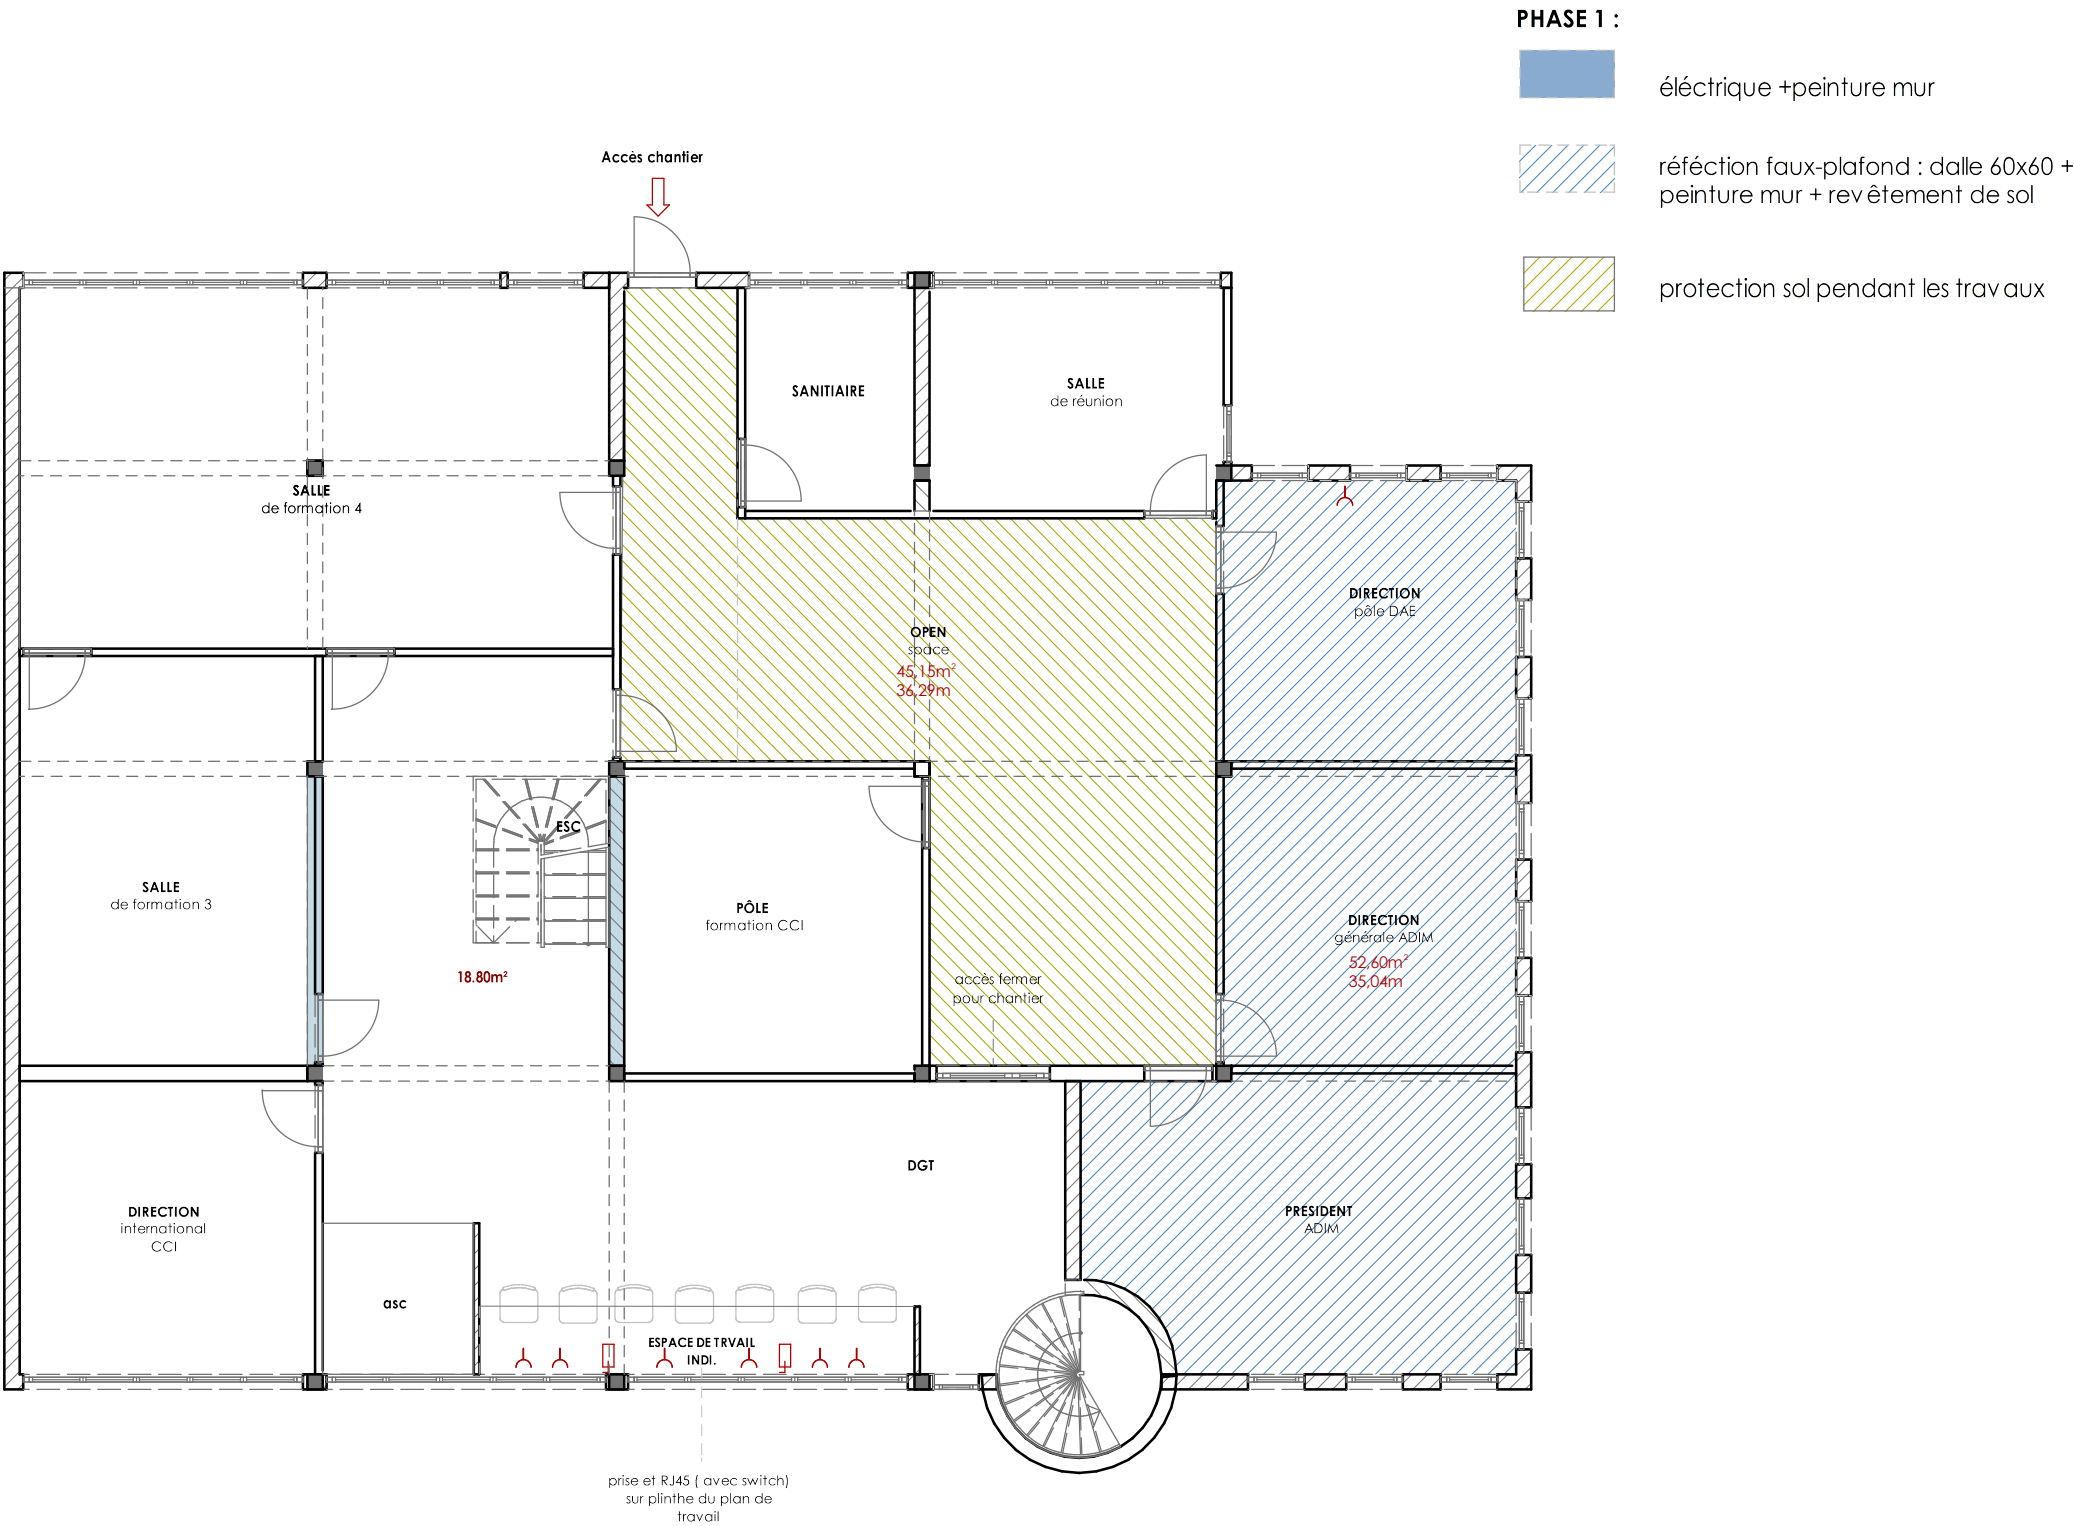 PHASE 1 :
éléctrique +peinture mur
réféction faux-plafond : dalle 60x60 +
peinture mur + revêtement de sol
protection sol pendant les travaux
Accès chantier
SANITIAIRE
SALLE
de réunion
SALLE
de formation 4
DIRECTION
pôle DAE
OPEN
space
45,15m²
36,29m
ESC
SALLE
de formation 3
PÔLE
formation CCI
DIRECTION
générale ADIM
52,60m²
35,04m
18.80m²
accès fermer
pour chantier
DGT
DIRECTION
international
CCI
PRESIDENT
ADIM
asc
ESPACE DE TRVAIL
INDI.
prise et RJ45 ( avec switch)
sur plinthe du plan de
travail